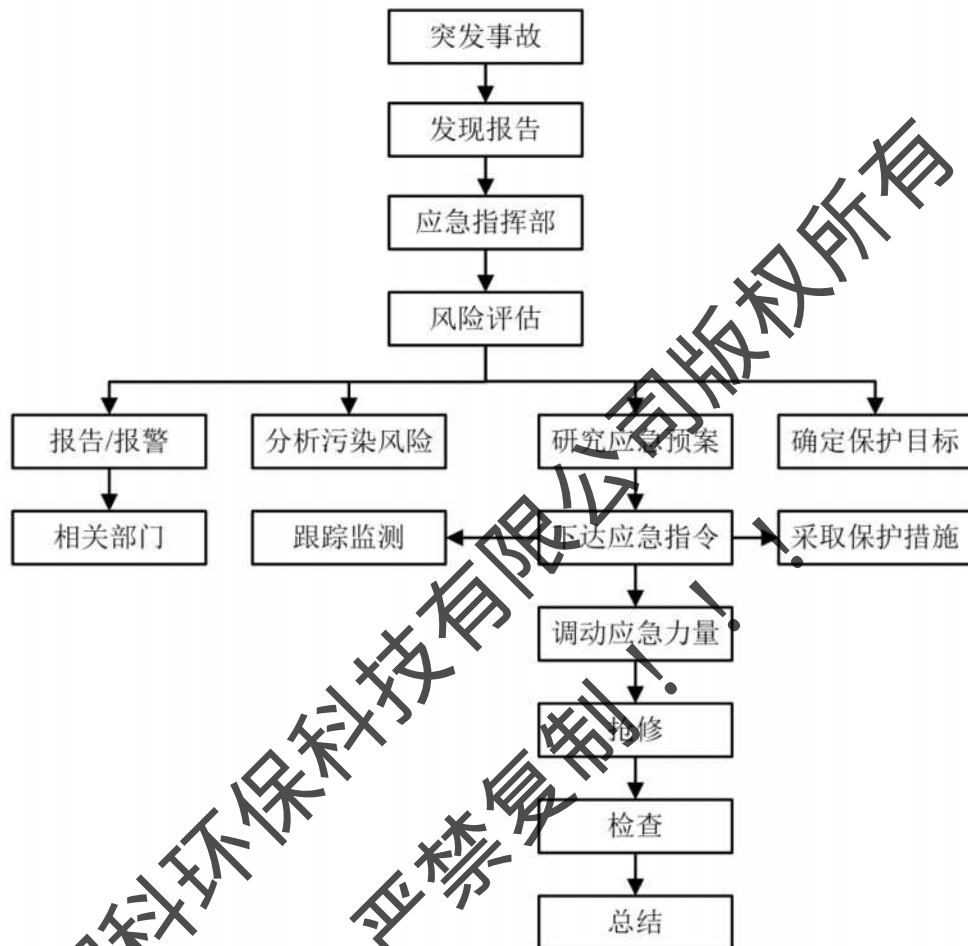 突发事故
发现报告
应急指挥部
风险评估
报告/报警
分析污染风险
研究应急预案
确定保护目标
相关部门
跟踪监测
下达应急指令
采取保护措施
调动应急力量
抢修
检查
总结
科环保科技有限公司版权所有
严禁复制！！！